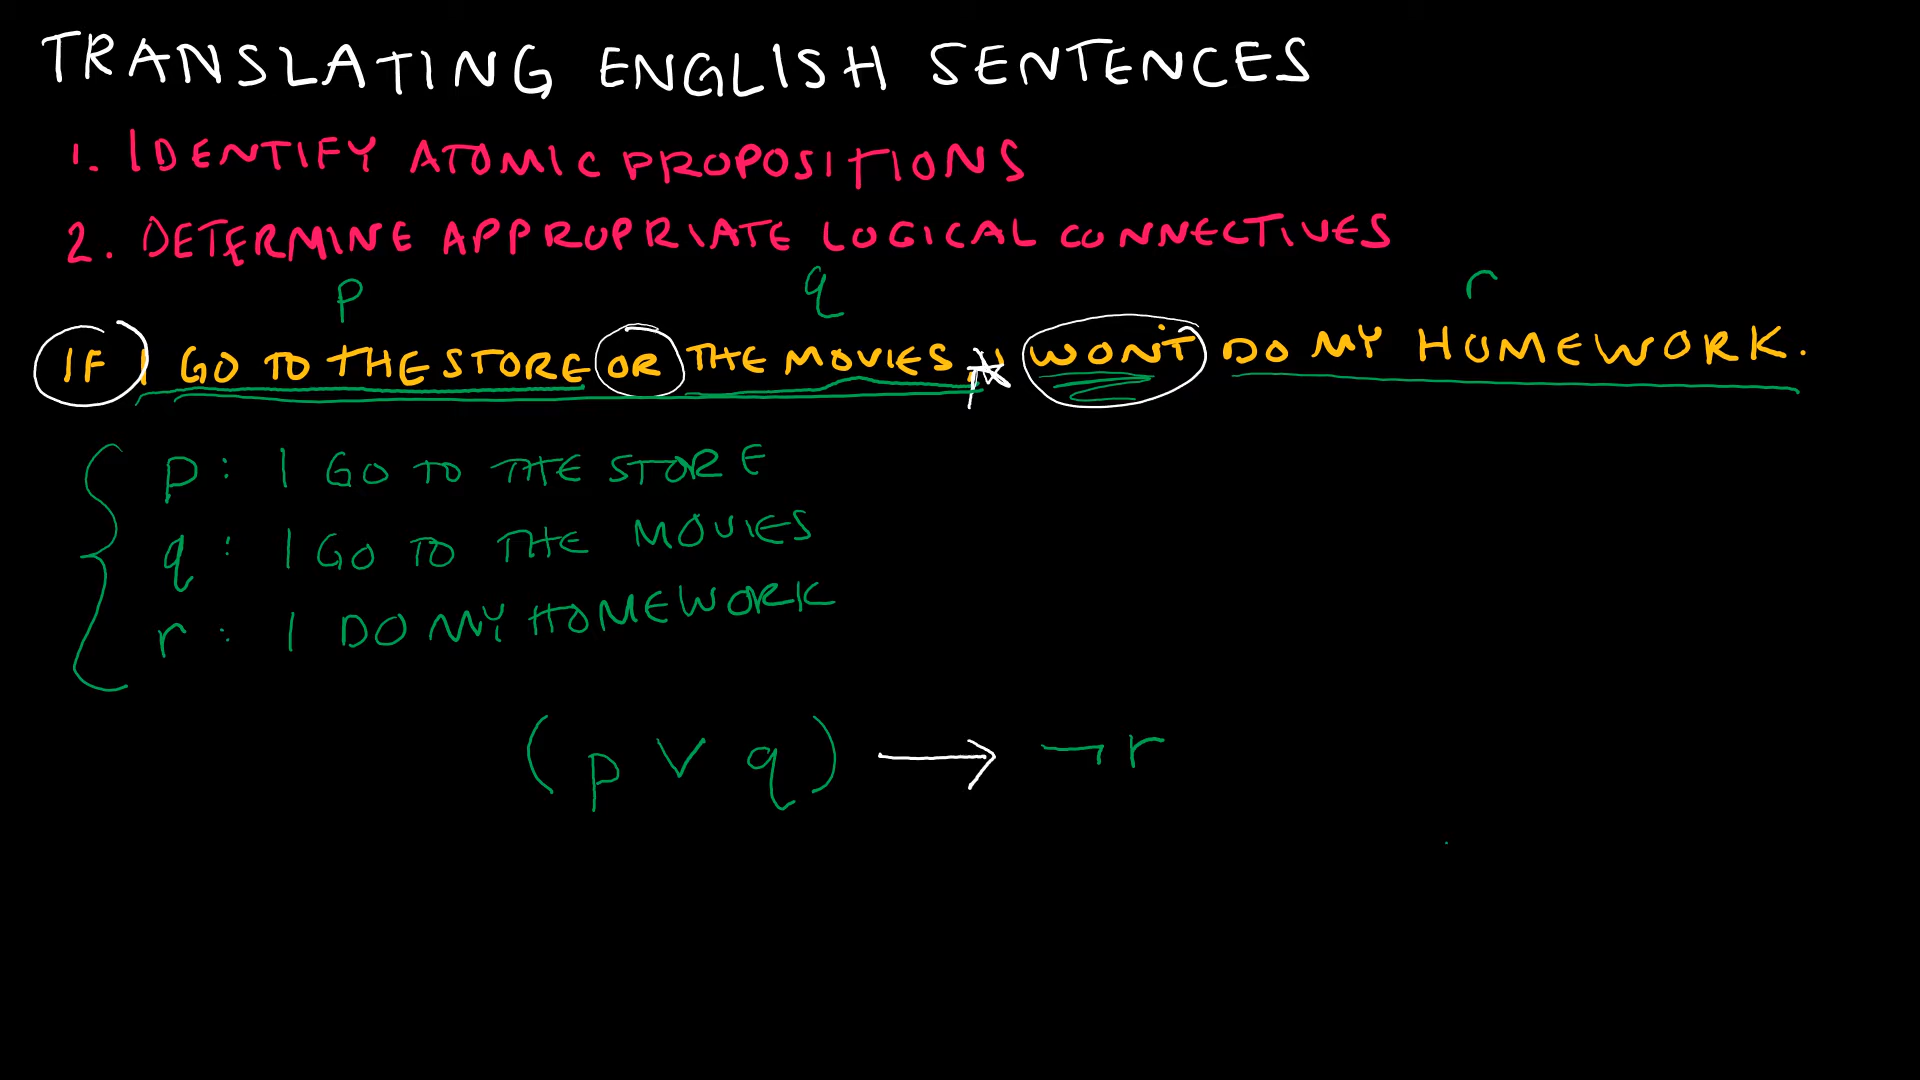 TRANSLATING ENGLISH SENTENCES
1. IDENTIFY ATOMIC PROPOSITIONS
2. DETERMINE APPROPRIATE LOGICAL CONNECTIVES
p q r
IF I GO TO THE STORE OR THE MOVIES, WON'T DO MY HOMEWORK.
p: I GO TO THE STORE
q: I GO TO THE MOVIES
r: I DO MY HOMEWORK
(p ∨ q) → ¬r